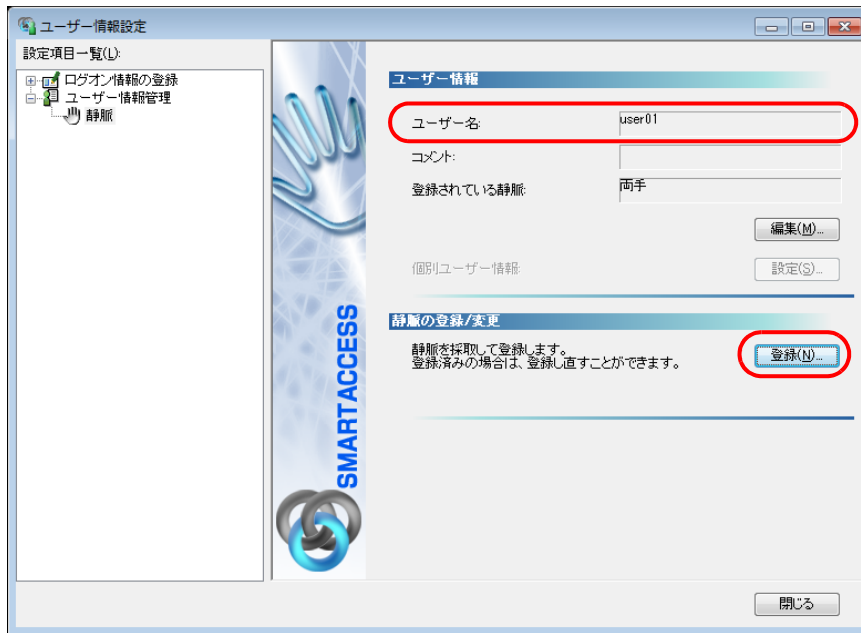 ユーザー情報設定
設定項目一覧(L):
ログオン情報の登録
ユーザー情報管理
静脈
SMARTACCESS
ユーザー情報
ユーザー名:
user01
コメント:
登録されている静脈:
両手
編集(M)...
個別ユーザー情報:
設定(S)...
静脈の登録/変更
静脈を採取して登録します。
登録済みの場合は、登録し直すことができます。
登録(N)...
閉じる